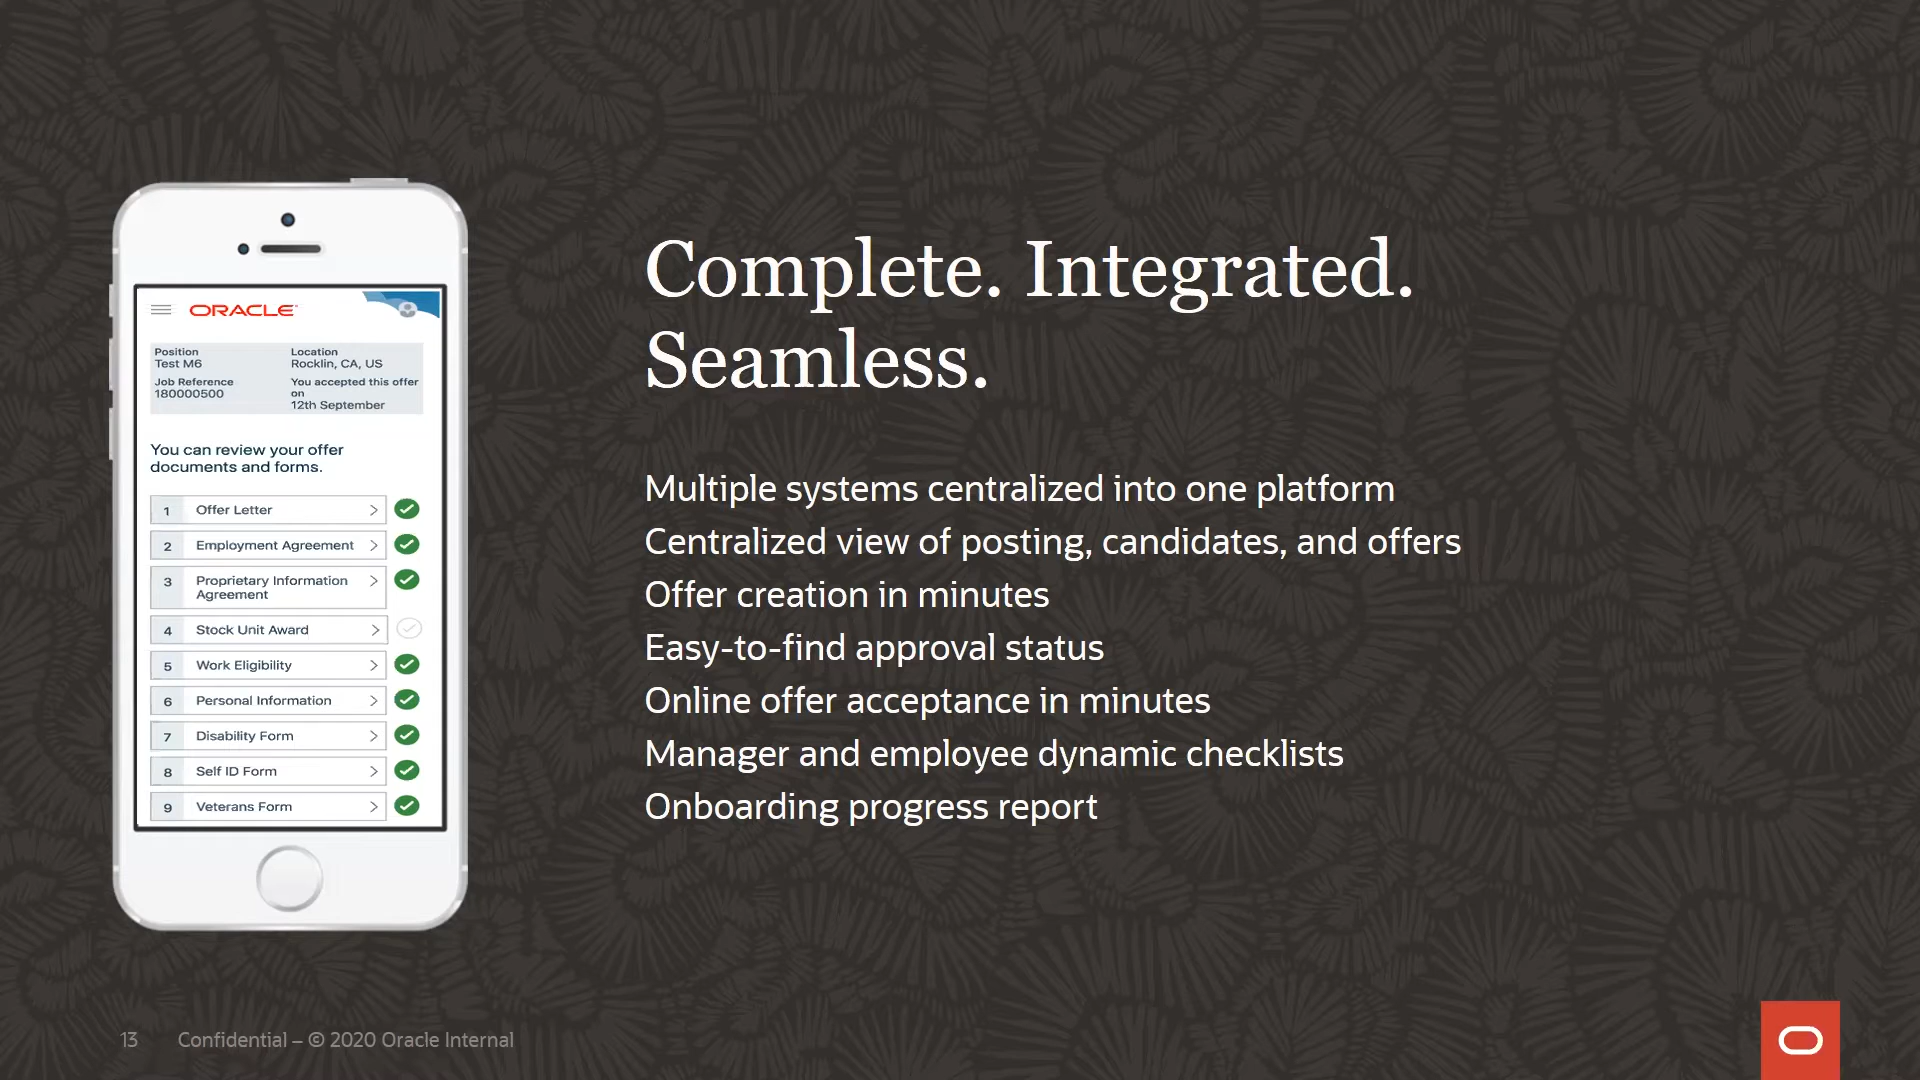 ORACLE
Position
Test M6
Location
Rocklin, CA, US
Job Reference
180000500
You accepted this offer
on
12th September
You can review your offer
documents and forms.
1 Offer Letter
2 Employment Agreement
3 Proprietary Information
Agreement
4 Stock Unit Award
5 Work Eligibility
6 Personal Information
7 Disability Form
8 Self ID Form
9 Veterans Form
Complete. Integrated.
Seamless.
Multiple systems centralized into one platform
Centralized view of posting, candidates, and offers
Offer creation in minutes
Easy-to-find approval status
Online offer acceptance in minutes
Manager and employee dynamic checklists
Onboarding progress report
13 Confidential – © 2020 Oracle Internal